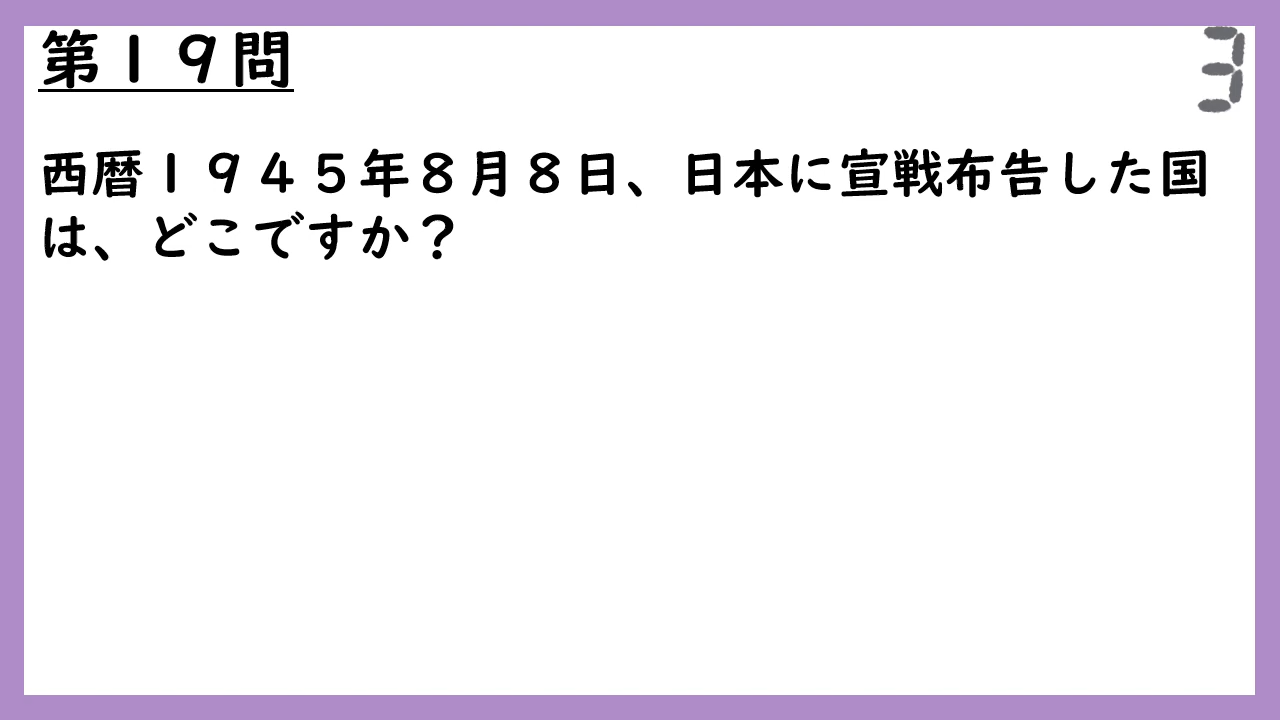 第１９問
3
西暦１９４５年８月８日、日本に宣戦布告した国
は、どこですか？